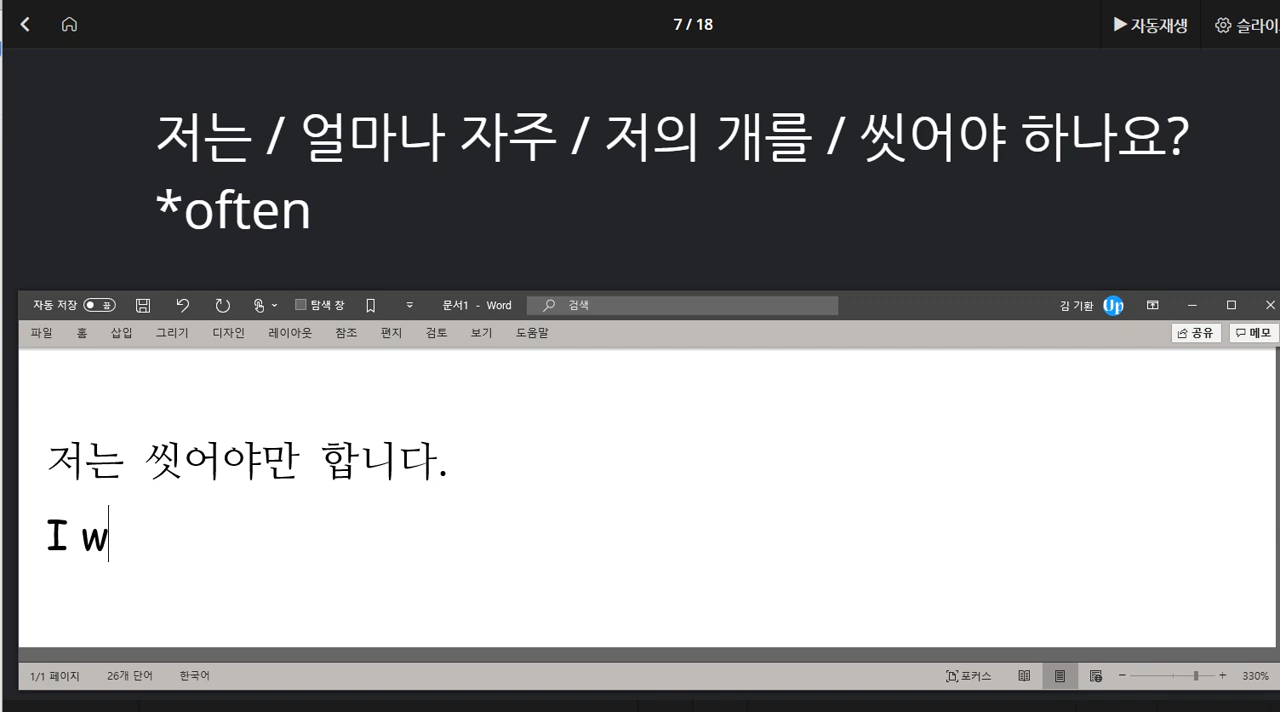 7 / 18
자동재생
슬라이
저는 / 얼마나 자주 / 저의 개를 / 씻어야 하나요?
*often
자동 저장 끔
탐색 창
문서1 - Word
검색
김 기환
Up
파일 홈 삽입 그리기 디자인 레이아웃 참조 편지 검토 보기 도움말
공유
메모
저는 씻어야만 합니다.
I w
1/1 페이지 26개 단어 한국어
포커스
330%